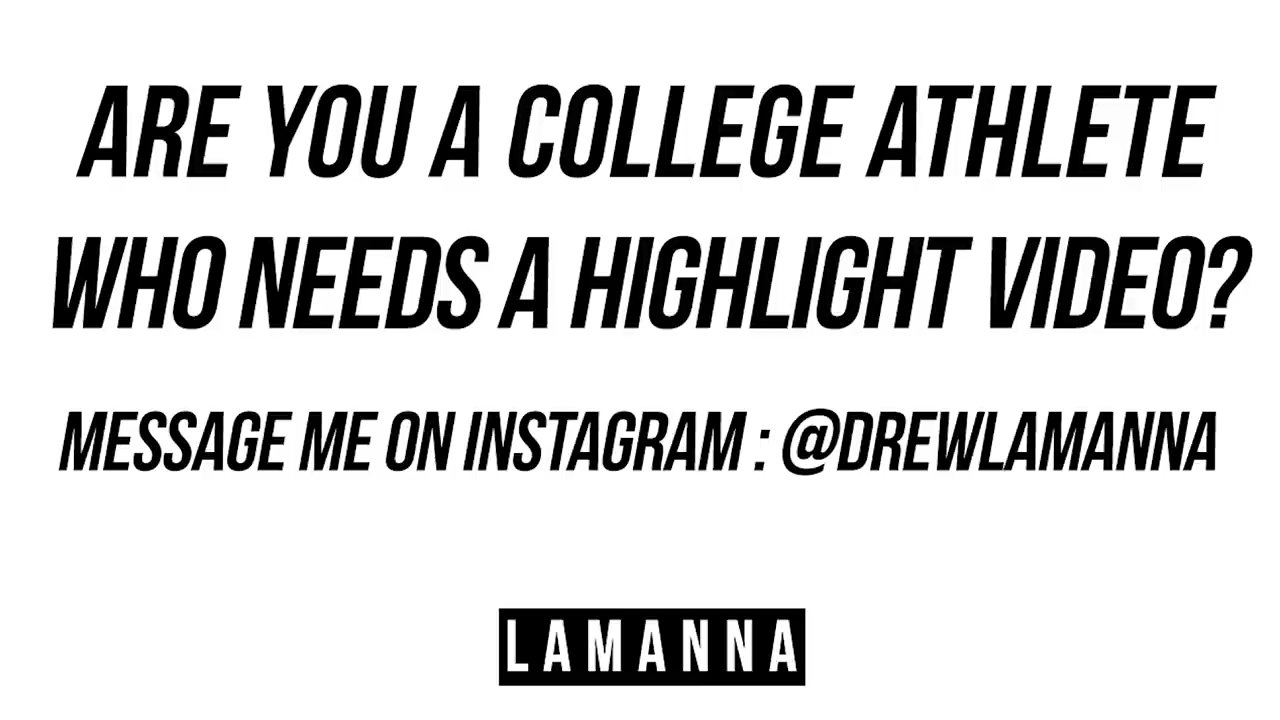 ARE YOU A COLLEGE ATHLETE
WHO NEEDS A HIGHLIGHT VIDEO?
MESSAGE ME ON INSTAGRAM : @DREWLAMANNA
LAMANNA